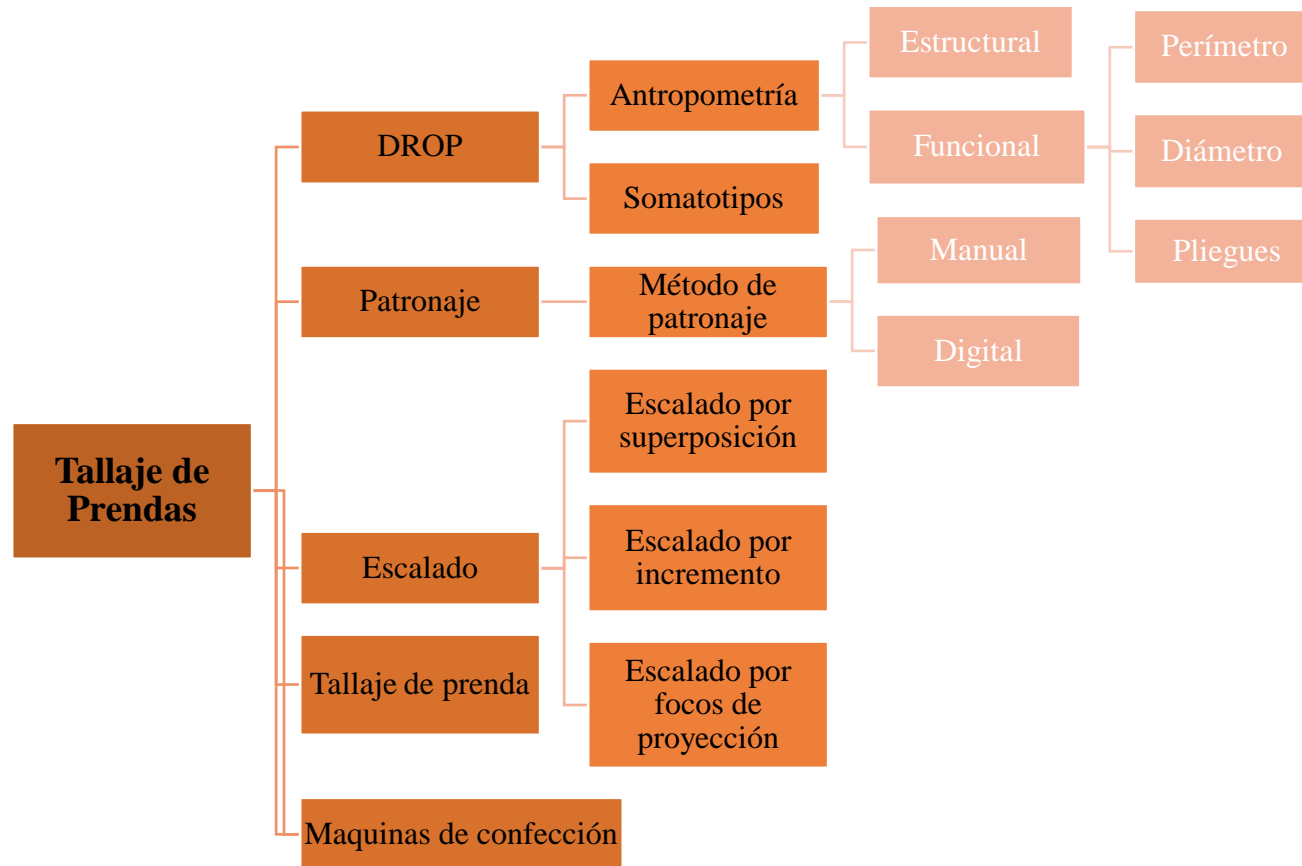 Tallaje de
Prendas
DROP
Antropometría
Estructural
Funcional
Perímetro
Diámetro
Pliegues
Somatotipos
Patronaje
Método de
patronaje
Manual
Digital
Escalado
Escalado por
superposición
Escalado por
incremento
Escalado por
focos de
proyección
Tallaje de prenda
Maquinas de confección